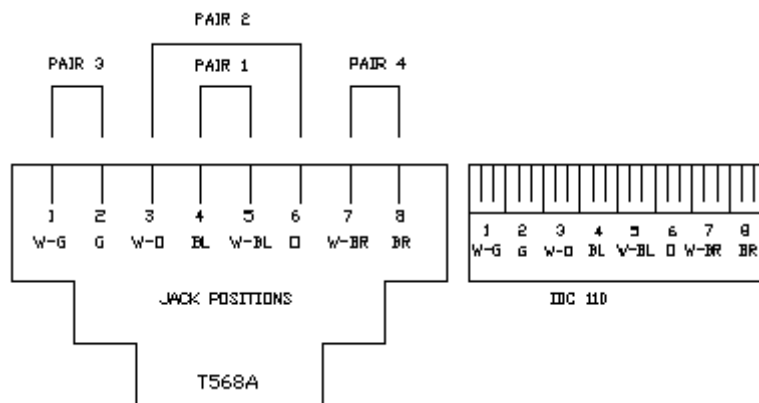 PAIR 2
PAIR 3 PAIR 1 PAIR 4
1 2 3 4 5 6 7 8
W-G G W-O BL W-BL O W-BR BR
JACK POSITIONS
T568A
1 2 3 4 5 6 7 8
W-G G W-O BL W-BL O W-BR BR
IDC 110